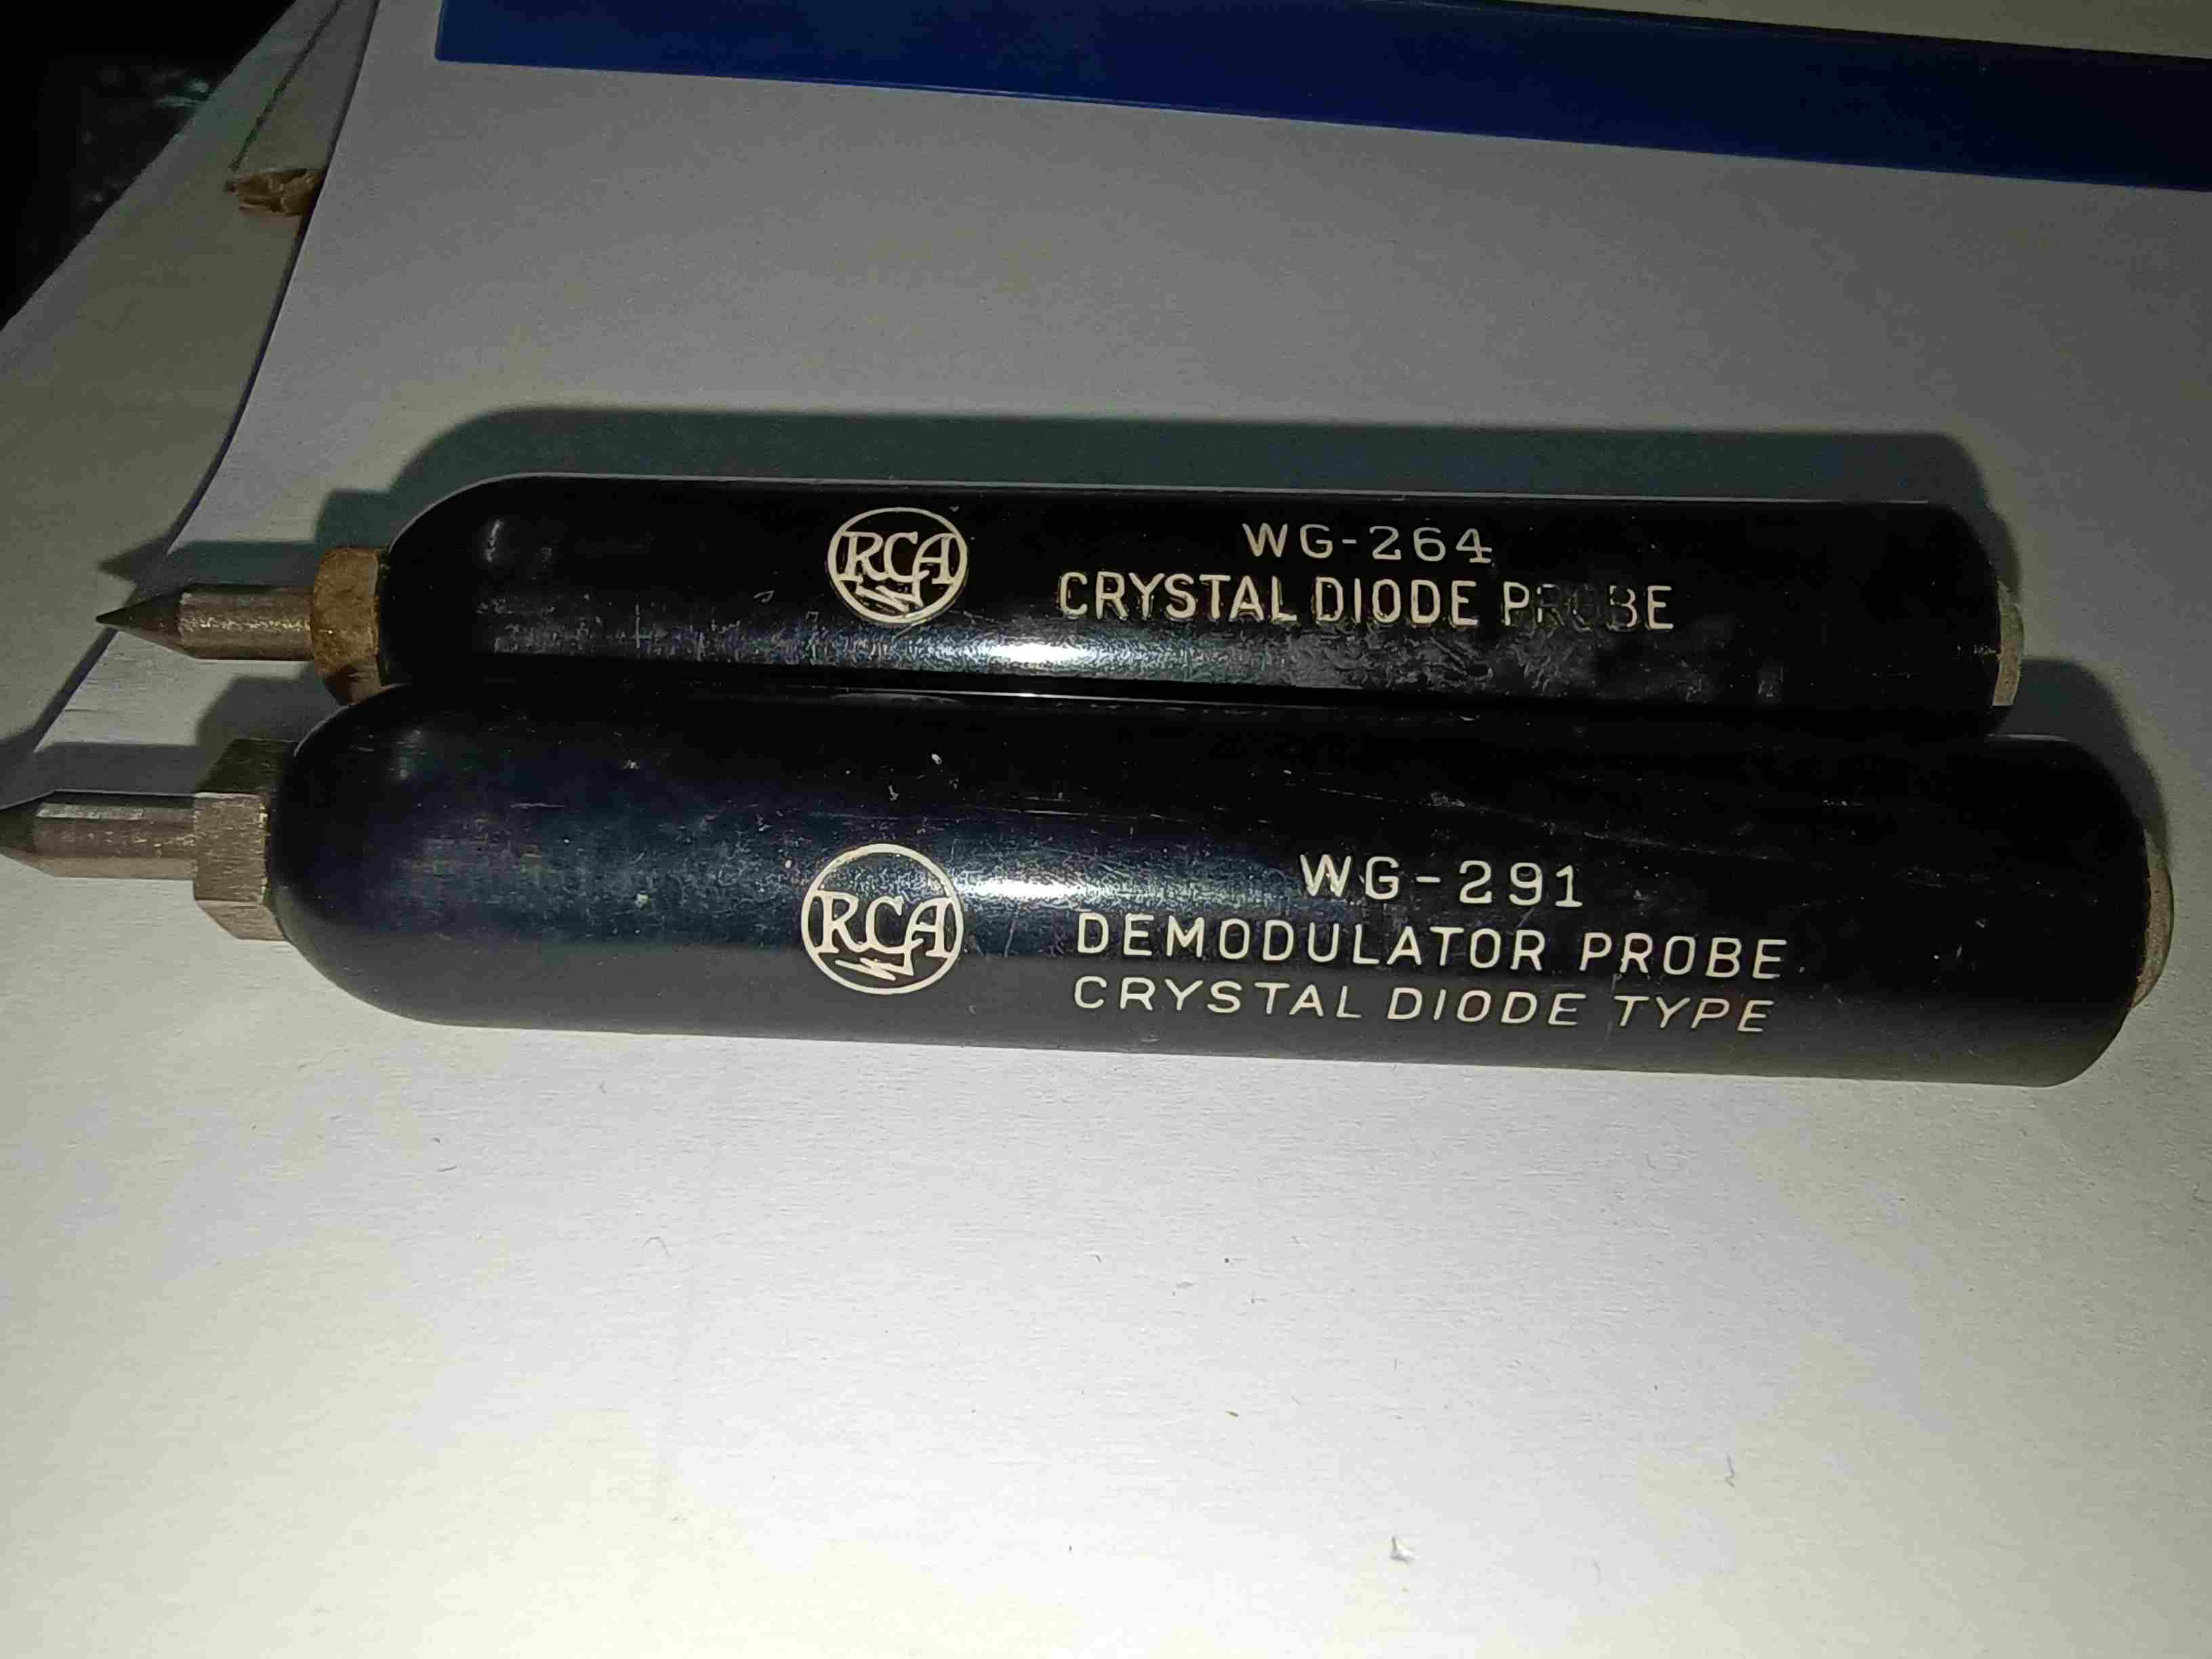 RCA
WG-264
CRYSTAL DIODE PROBE
RCA
WG-291
DEMODULATOR PROBE
CRYSTAL DIODE TYPE